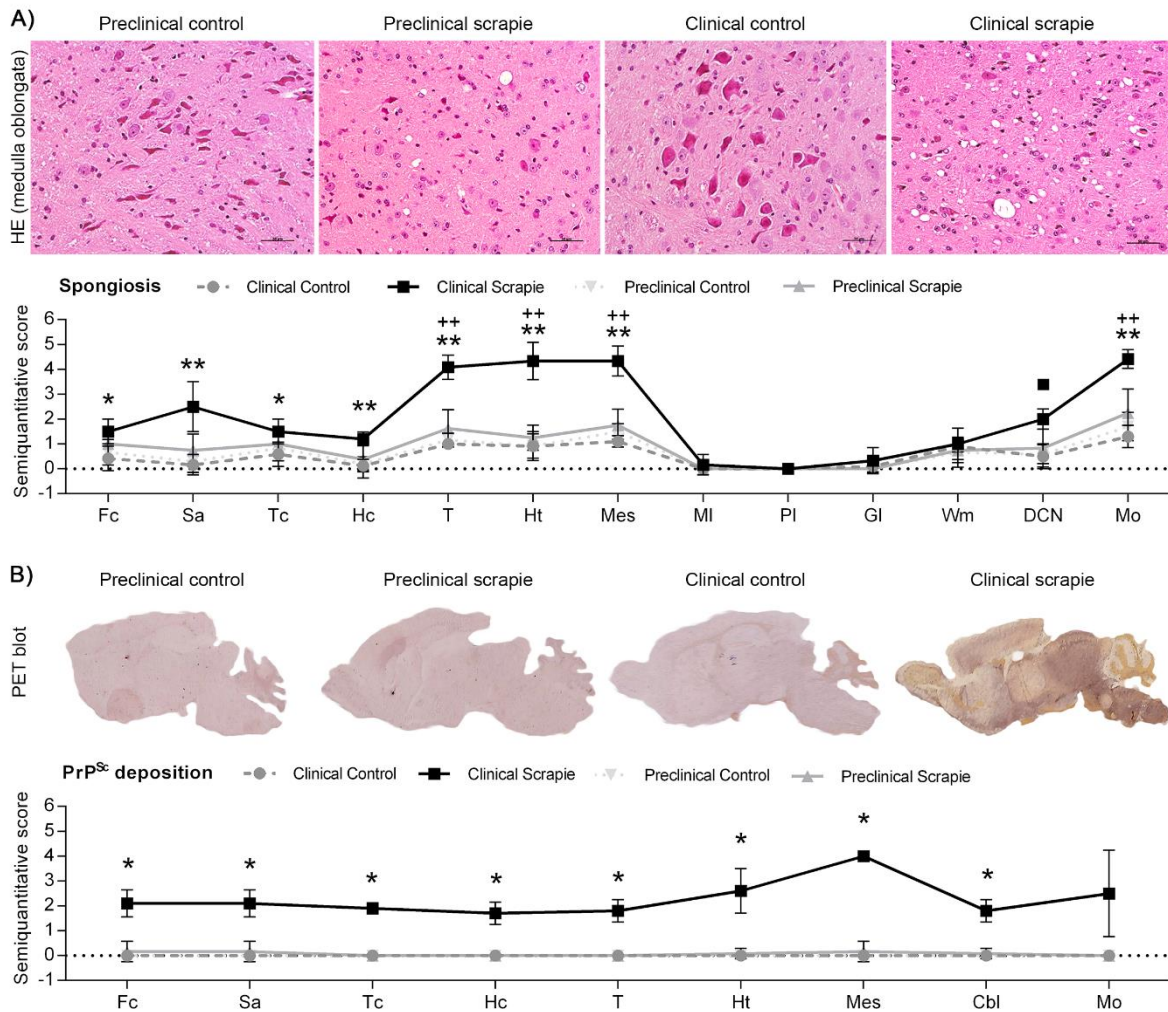 A)
Preclinical control Preclinical scrapie Clinical control Clinical scrapie
HE (medulla oblongata)
Spongiosis Clinical Control Clinical Scrapie Preclinical Control Preclinical Scrapie
Semiquantitative score
6
5
4
3
2
1
0
-1
* ** * ** ++ ** ++ ** ++ ** ■ ++ **
Fc Sa Tc Hc T Ht Mes Ml Pl Gl Wm DCN Mo
B)
Preclinical control Preclinical scrapie Clinical control Clinical scrapie
PET blot
PrPSc deposition Clinical Control Clinical Scrapie Preclinical Control Preclinical Scrapie
Semiquantitative score
6
5
4
3
2
1
0
-1
* * * * * * * *
Fc Sa Tc Hc T Ht Mes Cbl Mo